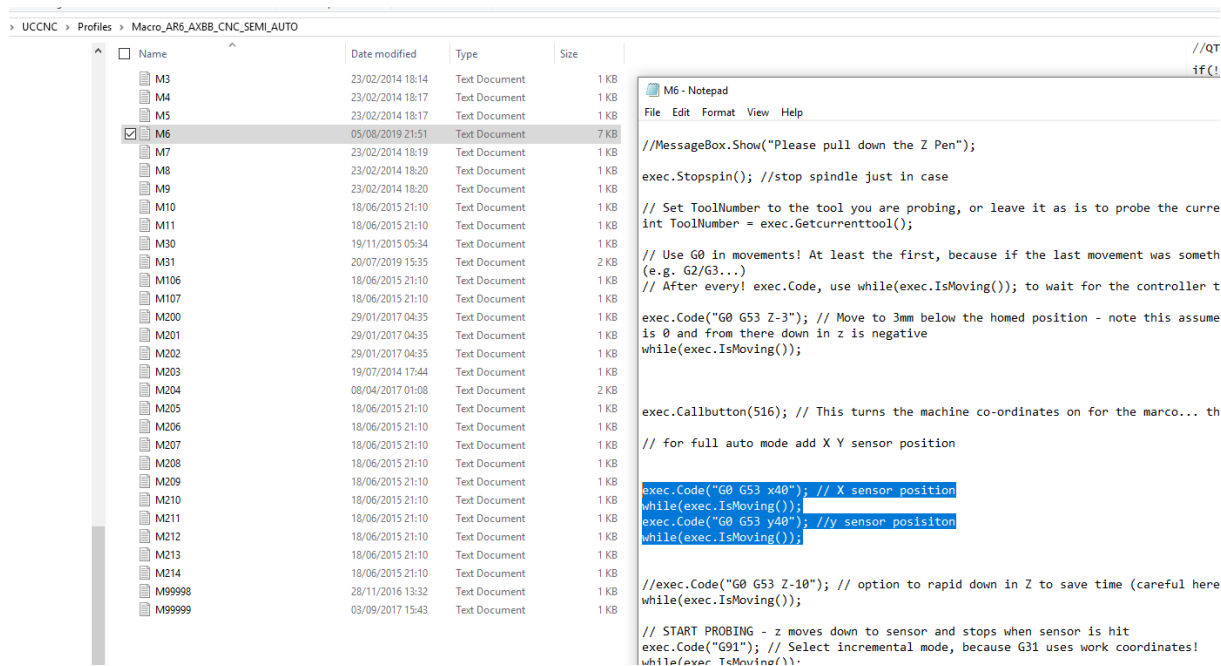 UCCNC > Profiles > Macro_AR6_AXBB_CNC_SEMI_AUTO
Name Date modified Type Size
M3 23/02/2014 18:14 Text Document 1 KB
M4 23/02/2014 18:17 Text Document 1 KB
M5 23/02/2014 18:17 Text Document 1 KB
M6 05/08/2019 21:51 Text Document 7 KB
M7 23/02/2014 18:19 Text Document 1 KB
M8 23/02/2014 18:20 Text Document 1 KB
M9 23/02/2014 18:20 Text Document 1 KB
M10 18/06/2015 21:10 Text Document 1 KB
M11 18/06/2015 21:10 Text Document 1 KB
M30 19/11/2015 05:34 Text Document 1 KB
M31 20/07/2019 15:35 Text Document 2 KB
M106 18/06/2015 21:10 Text Document 1 KB
M107 18/06/2015 21:10 Text Document 1 KB
M200 29/01/2017 04:35 Text Document 1 KB
M201 29/01/2017 04:35 Text Document 1 KB
M202 29/01/2017 04:35 Text Document 1 KB
M203 19/07/2014 17:44 Text Document 1 KB
M204 08/04/2017 01:08 Text Document 2 KB
M205 18/06/2015 21:10 Text Document 1 KB
M206 18/06/2015 21:10 Text Document 1 KB
M207 18/06/2015 21:10 Text Document 1 KB
M208 18/06/2015 21:10 Text Document 1 KB
M209 18/06/2015 21:10 Text Document 1 KB
M210 18/06/2015 21:10 Text Document 1 KB
M211 18/06/2015 21:10 Text Document 1 KB
M212 18/06/2015 21:10 Text Document 1 KB
M213 18/06/2015 21:10 Text Document 1 KB
M214 18/06/2015 21:10 Text Document 1 KB
M99998 28/11/2016 13:32 Text Document 1 KB
M99999 03/09/2017 15:43 Text Document 1 KB
//QT
if(!
M6 - Notepad
File Edit Format View Help
//MessageBox.Show("Please pull down the Z Pen");
exec.Stopspin(); //stop spindle just in case
// Set ToolNumber to the tool you are probing, or leave it as is to probe the curre
int ToolNumber = exec.Getcurrenttool();
// Use G0 in movements! At least the first, because if the last movement was someth
(e.g. G2/G3...)
// After every! exec.Code, use while(exec.IsMoving()); to wait for the controller t
exec.Code("G0 G53 Z-3"); // Move to 3mm below the homed position - note this assume
is 0 and from there down in z is negative
while(exec.IsMoving());
exec.Callbutton(516); // This turns the machine co-ordinates on for the marco... th
// for full auto mode add X Y sensor position
exec.Code("G0 G53 x40"); // X sensor position
while(exec.IsMoving());
exec.Code("G0 G53 y40"); //y sensor posisiton
while(exec.IsMoving());
//exec.Code("G0 G53 Z-10"); // option to rapid down in Z to save time (careful here
while(exec.IsMoving());
// START PROBING - z moves down to sensor and stops when sensor is hit
exec.Code("G91"); // Select incremental mode, because G31 uses work coordinates!
while(exec.IsMoving());